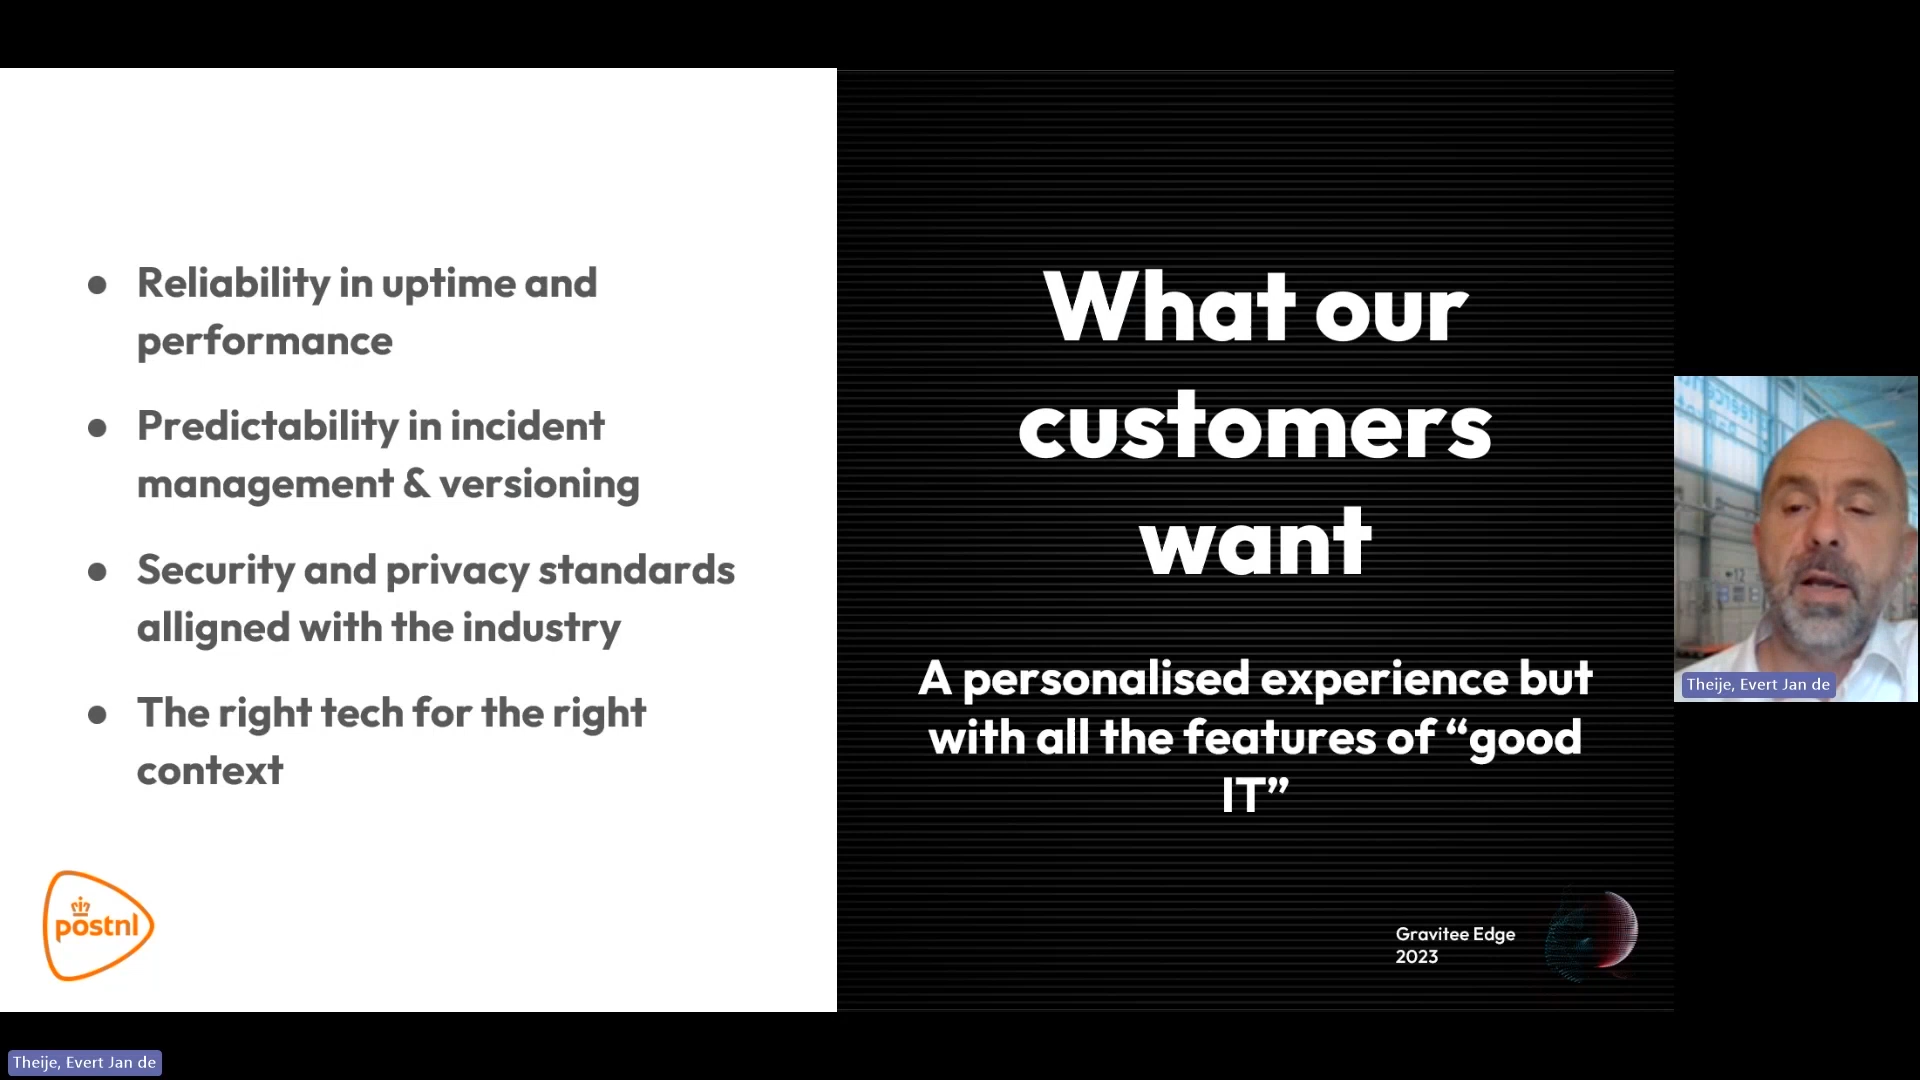 Reliability in uptime and
performance
Predictability in incident
management & versioning
Security and privacy standards
alligned with the industry
The right tech for the right
context
postnl
What our
customers
want
A personalised experience but
with all the features of “good
IT”
Gravitee Edge
2023
Theije, Evert Jan de
Theije, Evert Jan de